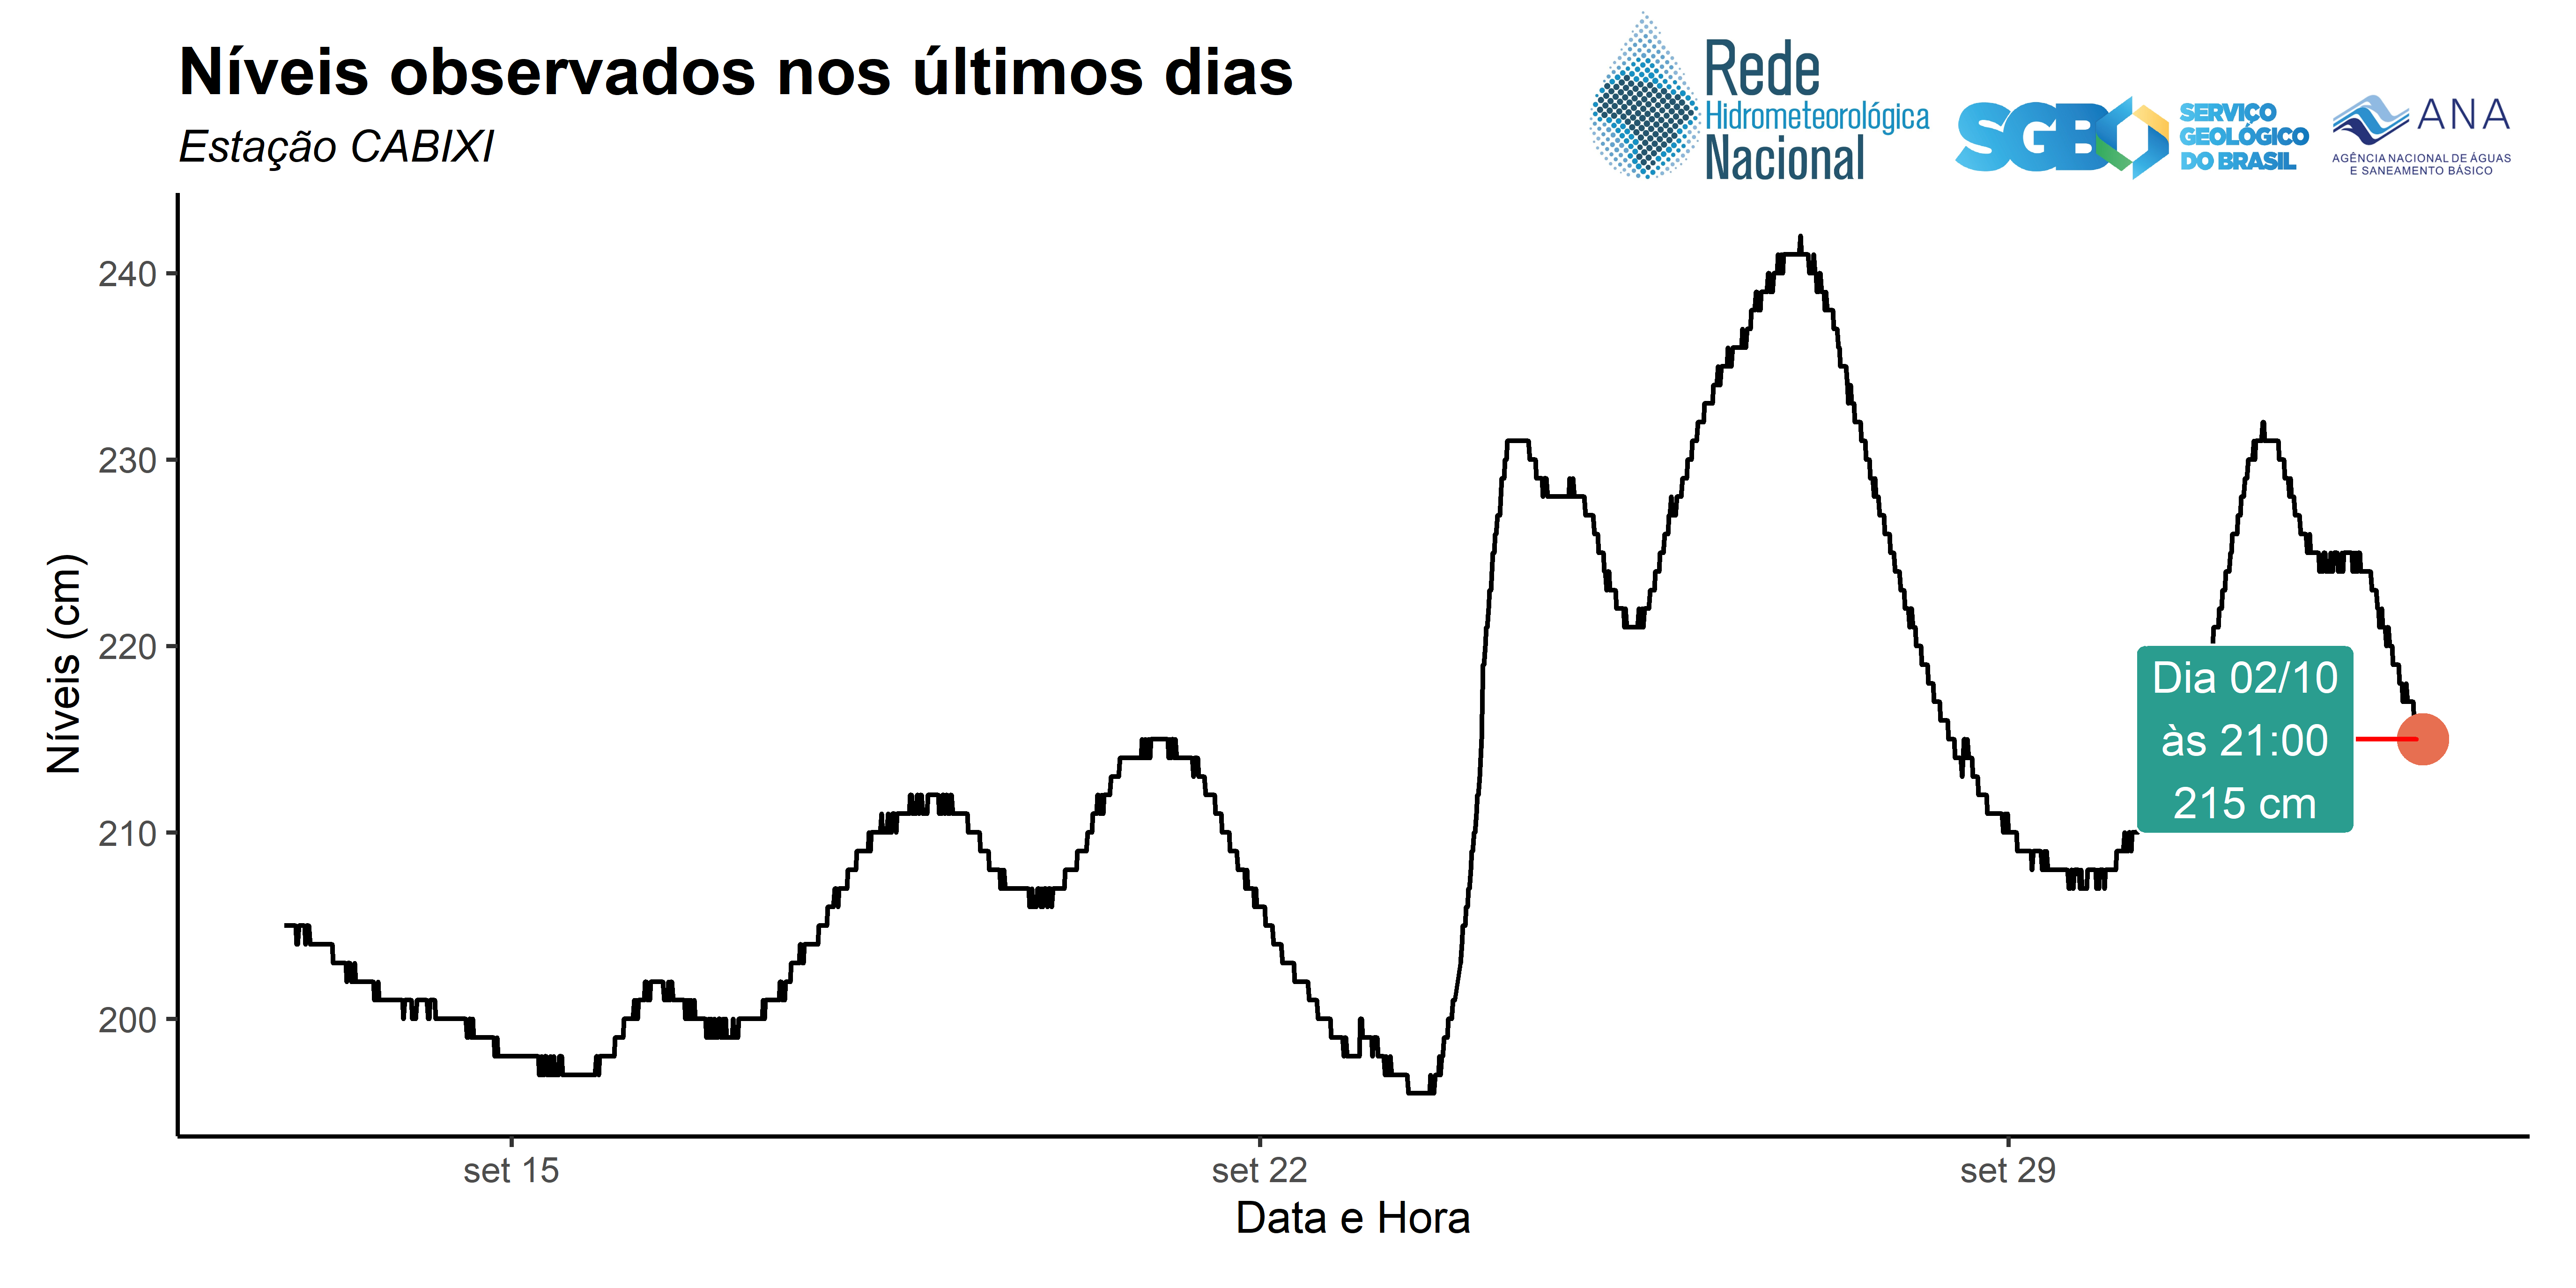 Níveis observados nos últimos dias
Estação CABIXI
Rede
Hidrometeorológica
Nacional
SGB
SERVIÇO
GEOLÓGICO
DO BRASIL
ANA
AGÊNCIA NACIONAL DE ÁGUAS
E SANEAMENTO BÁSICO
Níveis (cm)
240
230
220
210
200
Dia 02/10
às 21:00
215 cm
set 15
set 22
set 29
Data e Hora